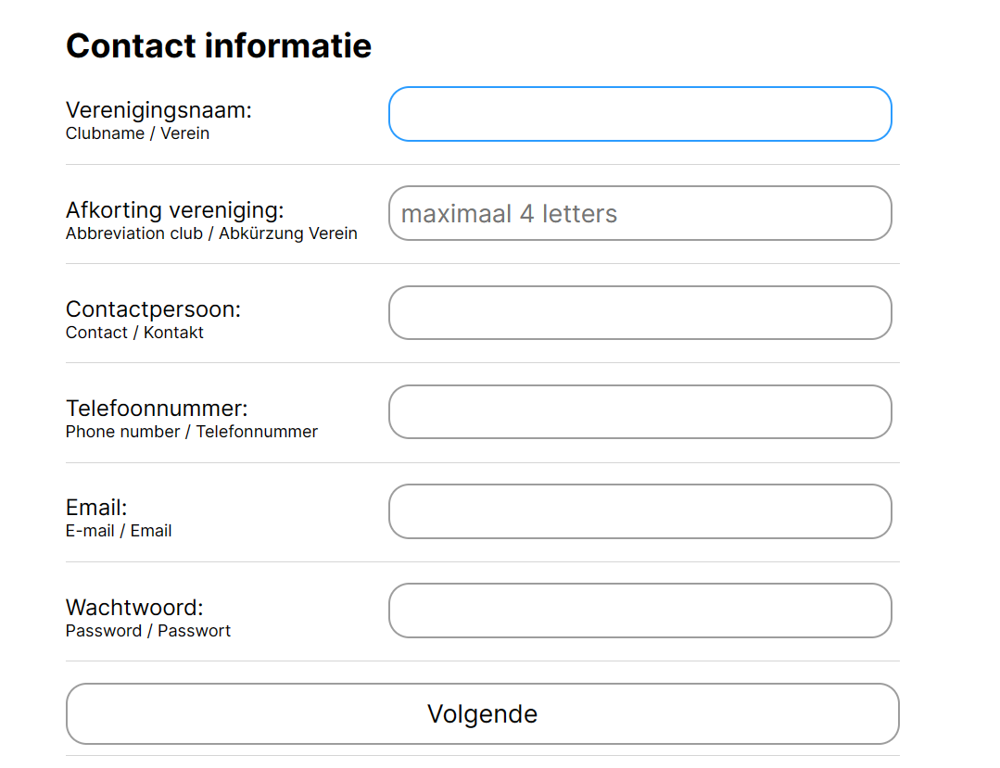 Contact informatie
Verenigingsnaam:
Clubname / Verein
Afkorting vereniging:
maximaal 4 letters
Abbreviation club / Abkürzung Verein
Contactpersoon:
Contact / Kontakt
Telefoonnummer:
Phone number / Telefonnummer
Email:
E-mail / Email
Wachtwoord:
Password / Passwort
Volgende